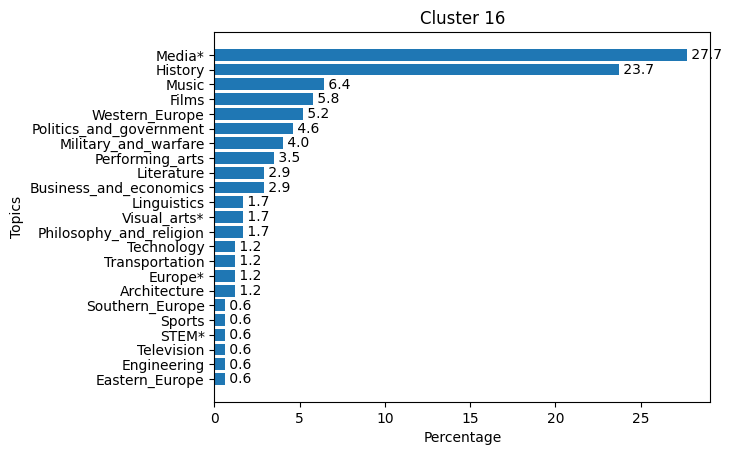 Cluster 16
Topics
Media* 27.7
History 23.7
Music 6.4
Films 5.8
Western_Europe 5.2
Politics_and_government 4.6
Military_and_warfare 4.0
Performing_arts 3.5
Literature 2.9
Business_and_economics 2.9
Linguistics 1.7
Visual_arts* 1.7
Philosophy_and_religion 1.7
Technology 1.2
Transportation 1.2
Europe* 1.2
Architecture 1.2
Southern_Europe 0.6
Sports 0.6
STEM* 0.6
Television 0.6
Engineering 0.6
Eastern_Europe 0.6
0 5 10 15 20 25
Percentage